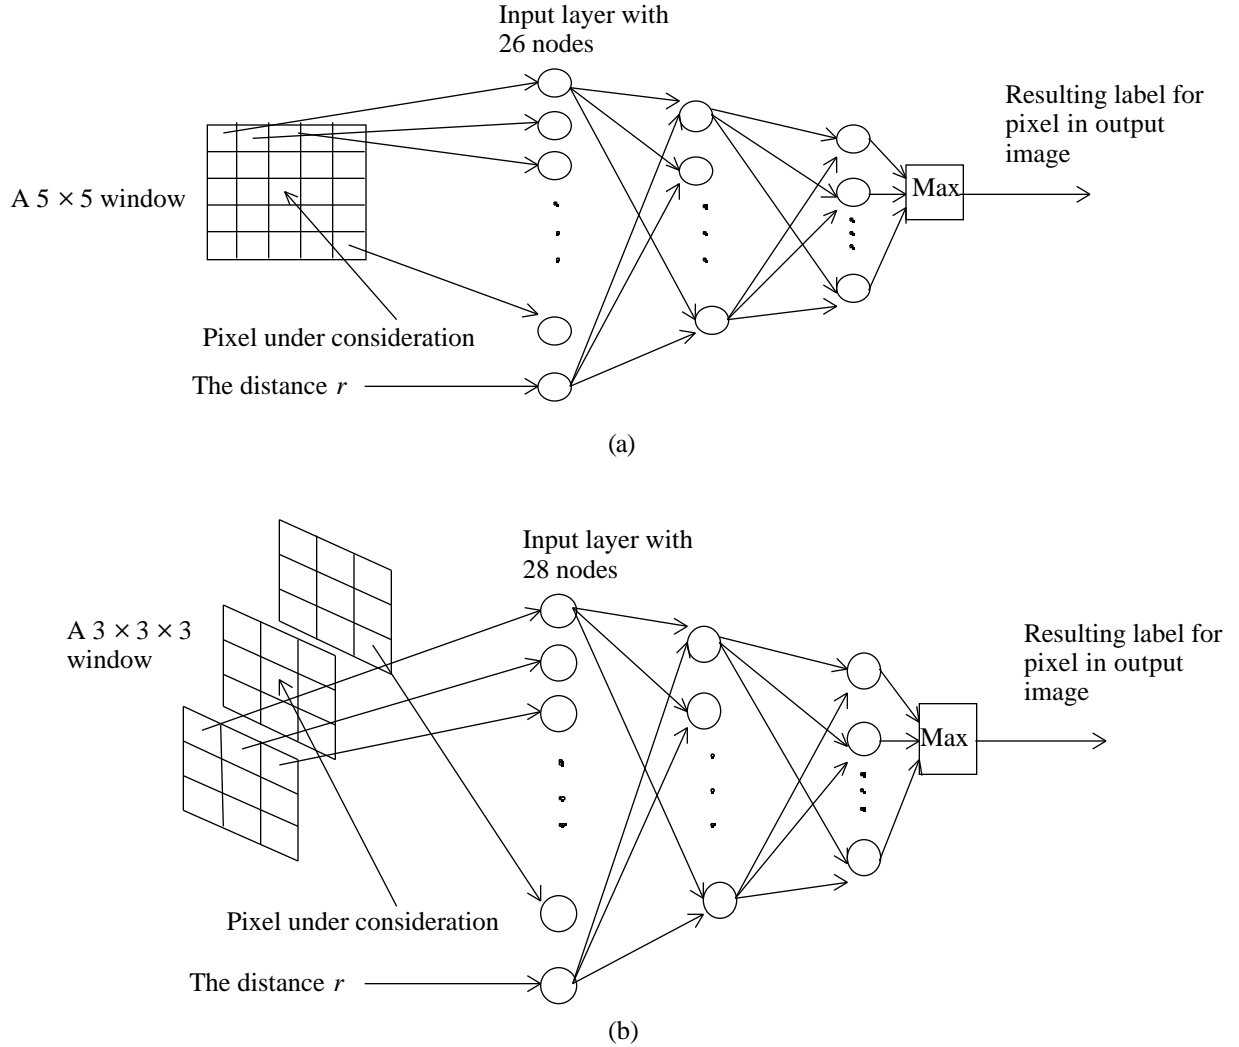 Input layer with
26 nodes
Resulting label for
pixel in output
image
A 5 × 5 window
Max
Pixel under consideration
The distance r
(a)
Input layer with
28 nodes
A 3 × 3 × 3
window
Resulting label for
pixel in output
image
Max
Pixel under consideration
The distance r
(b)